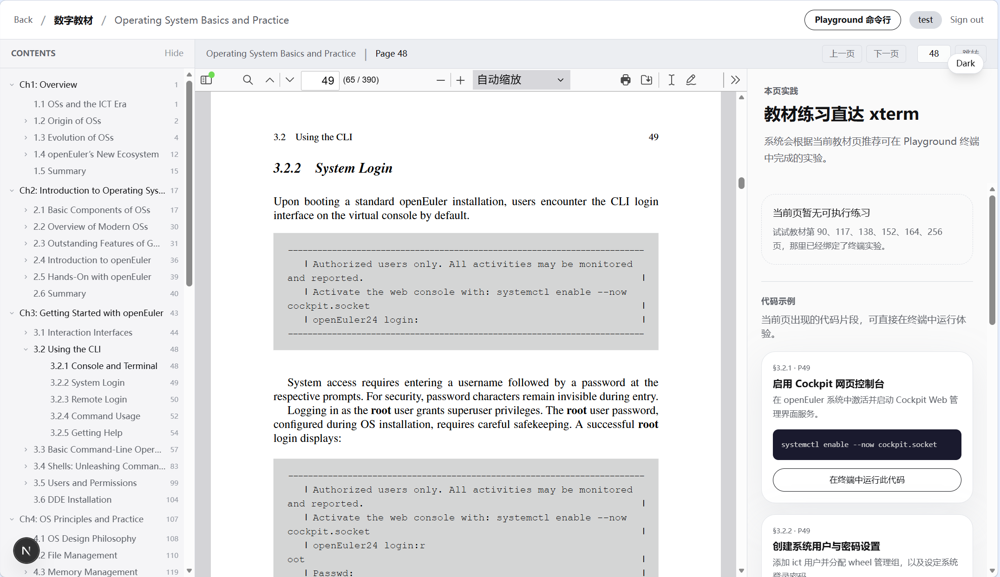 Back / 数字教材 / Operating System Basics and Practice
Playground 命令行
test
Sign out
CONTENTS
Hide
Ch1: Overview 1
1.1 OSs and the ICT Era 1
1.2 Origin of OSs 2
1.3 Evolution of OSs 4
1.4 openEuler’s New Ecosystem 12
1.5 Summary 15
Ch2: Introduction to Operating Sys... 17
2.1 Basic Components of OSs 17
2.2 Overview of Modern OSs 30
2.3 Outstanding Features of G... 31
2.4 Introduction to openEuler 36
2.5 Hands-On with openEuler 39
2.6 Summary 40
Ch3: Getting Started with openEuler 43
3.1 Interaction Interfaces 44
3.2 Using the CLI 48
3.2.1 Console and Terminal 48
3.2.2 System Login 49
3.2.3 Remote Login 50
3.2.4 Command Usage 52
3.2.5 Getting Help 54
3.3 Basic Command-Line Oper... 57
3.4 Shells: Unleashing Comman... 83
3.5 Users and Permissions 99
3.6 DDE Installation 104
Ch4: OS Principles and Practice 107
4.1 OS Design Philosophy 108
.2 File Management 110
4.3 Memory Management 119
N
Operating System Basics and Practice | Page 48
上一页
下一页
48
跳转
Dark
49 (65 / 390)
自动缩放
3.2 Using the CLI 49
3.2.2 System Login
Upon booting a standard openEuler installation, users encounter the CLI login
interface on the virtual console by default.
| Authorized users only. All activities may be monitored
and reported. |
| Activate the web console with: systemctl enable --now
cockpit.socket |
| openEuler24 login: |
System access requires entering a username followed by a password at the
respective prompts. For security, password characters remain invisible during entry.
Logging in as the root user grants superuser privileges. The root user password,
configured during OS installation, requires careful safekeeping. A successful root
login displays:
| Authorized users only. All activities may be monitored
and reported. |
| Activate the web console with: systemctl enable --now
cockpit.socket |
| openEuler24 login:r
oot |
| Passwd: |
本页实践
教材练习直达 xterm
系统会根据当前教材页推荐可在 Playground 终端
中完成的实验。
当前页暂无可执行练习
试试教材第 90、117、138、152、164、256
页，那里已经绑定了终端实验。
代码示例
当前页出现的代码片段，可直接在终端中运行体
验。
§3.2.1 · P49
启用 Cockpit 网页控制台
在 openEuler 系统中激活并启动 Cockpit Web 管
理界面服务。
systemctl enable --now cockpit.socket
在终端中运行此代码
§3.2.2 · P49
创建系统用户与密码设置
添加 ict 用户并分配 wheel 管理组，以及设定系统
登录密码